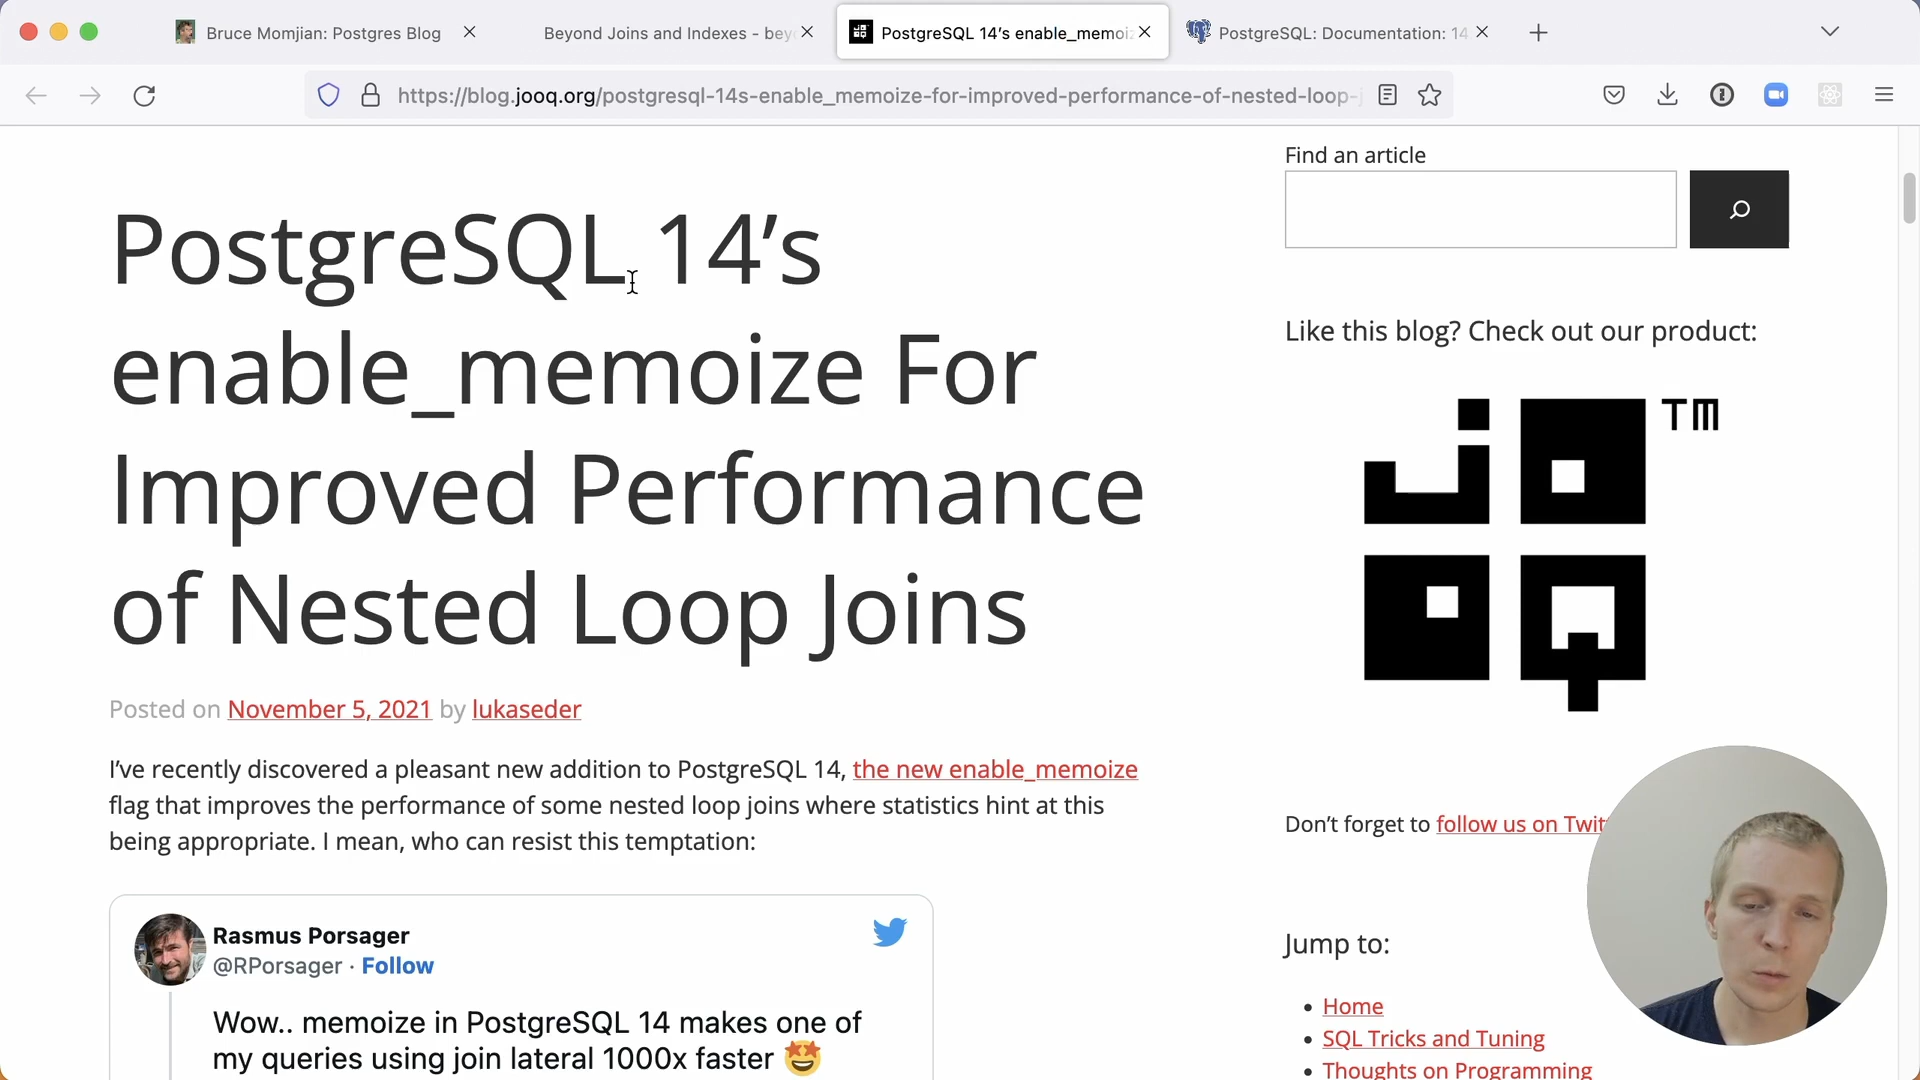 Bruce Momjian: Postgres Blog
Beyond Joins and Indexes - bey
PostgreSQL 14’s enable_memoiz
PostgreSQL: Documentation: 14
https://blog.jooq.org/postgresql-14s-enable_memoize-for-improved-performance-of-nested-loop-j
PostgreSQL 14’s
enable_memoize For
Improved Performance
of Nested Loop Joins
Posted on November 5, 2021 by lukaseder
I’ve recently discovered a pleasant new addition to PostgreSQL 14, the new enable_memoize
flag that improves the performance of some nested loop joins where statistics hint at this
being appropriate. I mean, who can resist this temptation:
Rasmus Porsager
@RPorsager · Follow
Wow.. memoize in PostgreSQL 14 makes one of
my queries using join lateral 1000x faster 🤩
Find an article
Like this blog? Check out our product:
jOOQ™
Don’t forget to follow us on Twit
Jump to:
• Home
• SQL Tricks and Tuning
• Thoughts on Programming